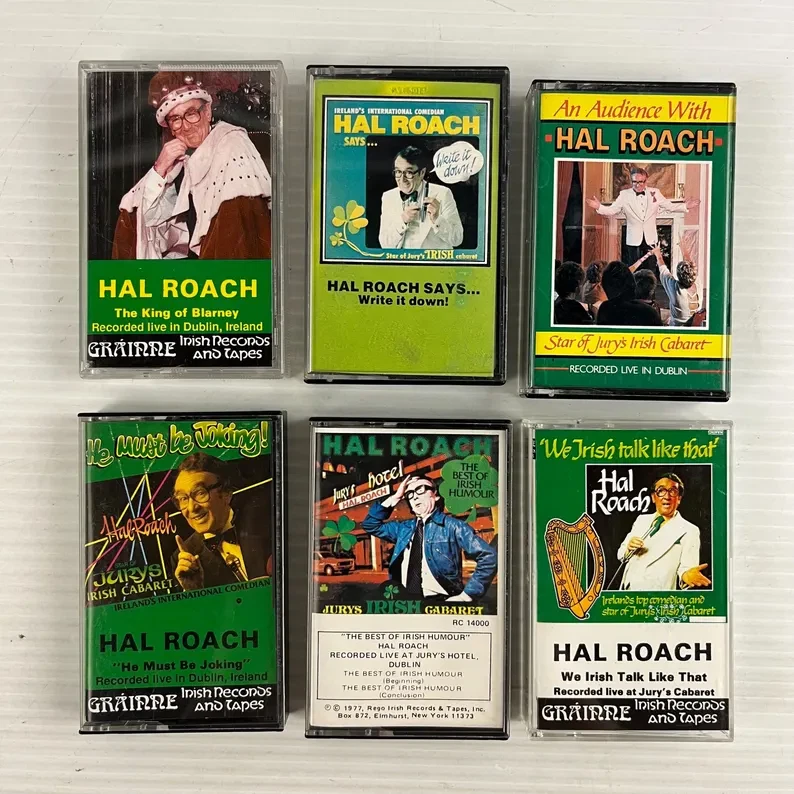 HAL ROACH
The King of Blarney
Recorded live in Dublin, Ireland
GRÁINNE Irish Records
and Tapes
IRELAND'S INTERNATIONAL COMEDIAN
HAL ROACH
SAYS...
Write it
down!
Star of Jury's IRISH cabaret
HAL ROACH SAYS...
Write it down!
An Audience With
HAL ROACH
Star of Jury's Irish Cabaret
RECORDED LIVE IN DUBLIN
He Must be Joking!
Hal Roach
STAR OF
JURYS
IRISH CABARET
IRELAND'S INTERNATIONAL COMEDIAN
HAL ROACH
"He Must Be Joking"
Recorded live in Dublin, Ireland
GRÁINNE Irish Records
and Tapes
HAL ROACH
Jury's hotel
HAL ROACH
THE
BEST OF
IRISH
HUMOUR
JURYS IRISH CABARET
RC 14000
"THE BEST OF IRISH HUMOUR"
HAL ROACH
RECORDED LIVE AT JURY'S HOTEL,
DUBLIN
THE BEST OF IRISH HUMOUR
(Beginning)
THE BEST OF IRISH HUMOUR
(Conclusion)
℗ © 1977, Rego Irish Records & Tapes, Inc.
Box 872, Elmhurst, New York 11373
'We Irish talk like that'
Hal
Roach
Irelands top comedian and
star of Jury's Irish Cabaret
HAL ROACH
We Irish Talk Like That
Recorded live at Jury's Cabaret
GRÁINNE Irish Records
and Tapes